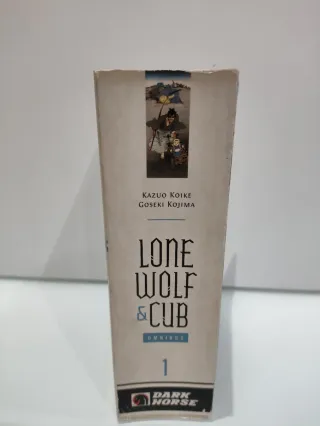 KAZUO KOIKE
GOSEKI KOJIMA
LONE
WOLF
& CUB
OMNIBUS
1
DARK
HORSE